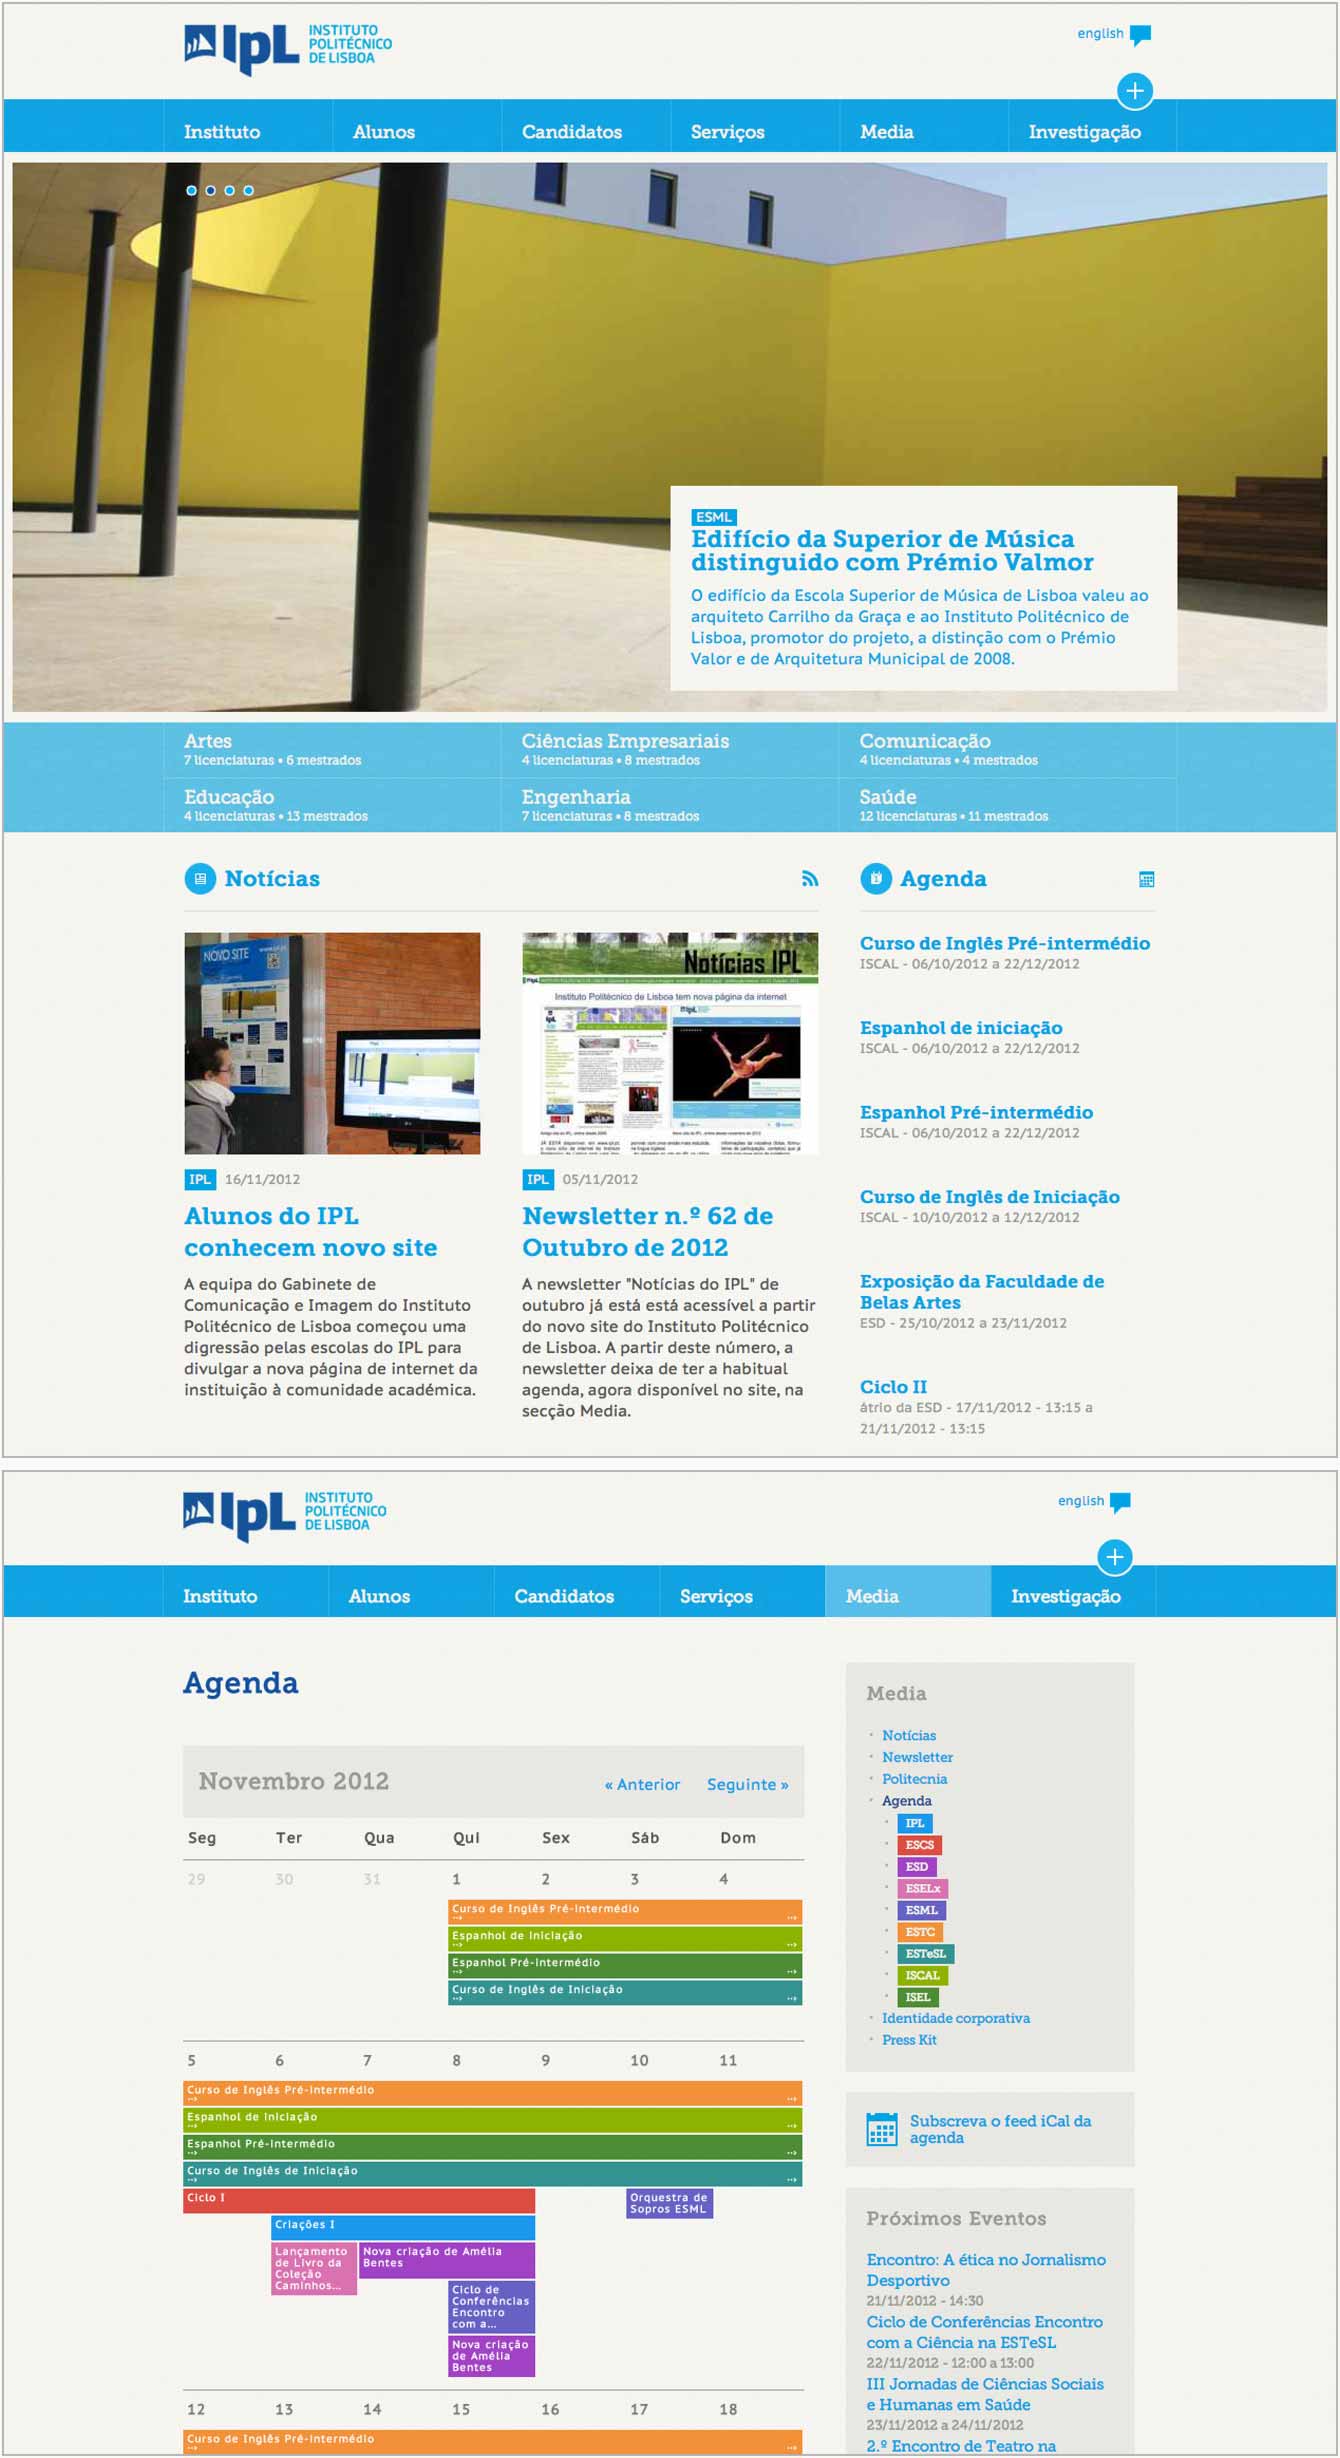 IPL INSTITUTO
POLITÉCNICO
DE LISBOA
english
+
Instituto Alunos Candidatos Serviços Media Investigação
ESML
Edifício da Superior de Música
distinguido com Prémio Valmor
O edifício da Escola Superior de Música de Lisboa valeu ao
arquiteto Carrilho da Graça e ao Instituto Politécnico de
Lisboa, promotor do projeto, a distinção com o Prémio
Valor e de Arquitetura Municipal de 2008.
Artes
7 licenciaturas • 6 mestrados
Ciências Empresariais
4 licenciaturas • 8 mestrados
Comunicação
4 licenciaturas • 4 mestrados
Educação
4 licenciaturas • 13 mestrados
Engenharia
7 licenciaturas • 8 mestrados
Saúde
12 licenciaturas • 11 mestrados
Notícias
NOVO SITE
IPL 16/11/2012
Alunos do IPL
conhecem novo site
A equipa do Gabinete de
Comunicação e Imagem do Instituto
Politécnico de Lisboa começou uma
digressão pelas escolas do IPL para
divulgar a nova página de internet da
instituição à comunidade académica.
Notícias IPL
Instituto Politécnico de Lisboa tem nova página da internet
IPL 05/11/2012
Newsletter n.º 62 de
Outubro de 2012
A newsletter "Notícias do IPL" de
outubro já está está acessível a partir
do novo site do Instituto Politécnico
de Lisboa. A partir deste número, a
newsletter deixa de ter a habitual
agenda, agora disponível no site, na
secção Media.
Agenda
Curso de Inglês Pré-intermédio
ISCAL - 06/10/2012 a 22/12/2012
Espanhol de iniciação
ISCAL - 06/10/2012 a 22/12/2012
Espanhol Pré-intermédio
ISCAL - 06/10/2012 a 22/12/2012
Curso de Inglês de Iniciação
ISCAL - 10/10/2012 a 12/12/2012
Exposição da Faculdade de
Belas Artes
ESD - 25/10/2012 a 23/11/2012
Ciclo II
átrio da ESD - 17/11/2012 - 13:15 a
21/11/2012 - 13:15
IPL INSTITUTO
POLITÉCNICO
DE LISBOA
english
+
Instituto Alunos Candidatos Serviços Media Investigação
Agenda
Novembro 2012 « Anterior Seguinte »
Seg Ter Qua Qui Sex Sáb Dom
29 30 31 1 2 3 4
Curso de Inglês Pré-intermédio
Espanhol de iniciação
Espanhol Pré-intermédio
Curso de Inglês de Iniciação
5 6 7 8 9 10 11
Curso de Inglês Pré-intermédio
Espanhol de iniciação
Espanhol Pré-intermédio
Curso de Inglês de Iniciação
Ciclo I
Orquestra de
Sopros ESML
Criações I
Lançamento
de Livro da
Coleção
Caminhos...
Nova criação de Amélia
Bentes
Ciclo de
Conferências
Encontro
com a...
Nova criação
de Amélia
Bentes
12 13 14 15 16 17 18
Curso de Inglês Pré-intermédio
Media
Notícias
Newsletter
Politecnia
Agenda
IPL
ESCS
ESD
ESELx
ESML
ESTC
ESTeSL
ISCAL
ISEL
Identidade corporativa
Press Kit
Subscreva o feed iCal da
agenda
Próximos Eventos
Encontro: A ética no Jornalismo
Desportivo
21/11/2012 - 14:30
Ciclo de Conferências Encontro
com a Ciência na ESTeSL
22/11/2012 - 12:00 a 13:00
III Jornadas de Ciências Sociais
e Humanas em Saúde
23/11/2012 a 24/11/2012
2.º Encontro de Teatro na